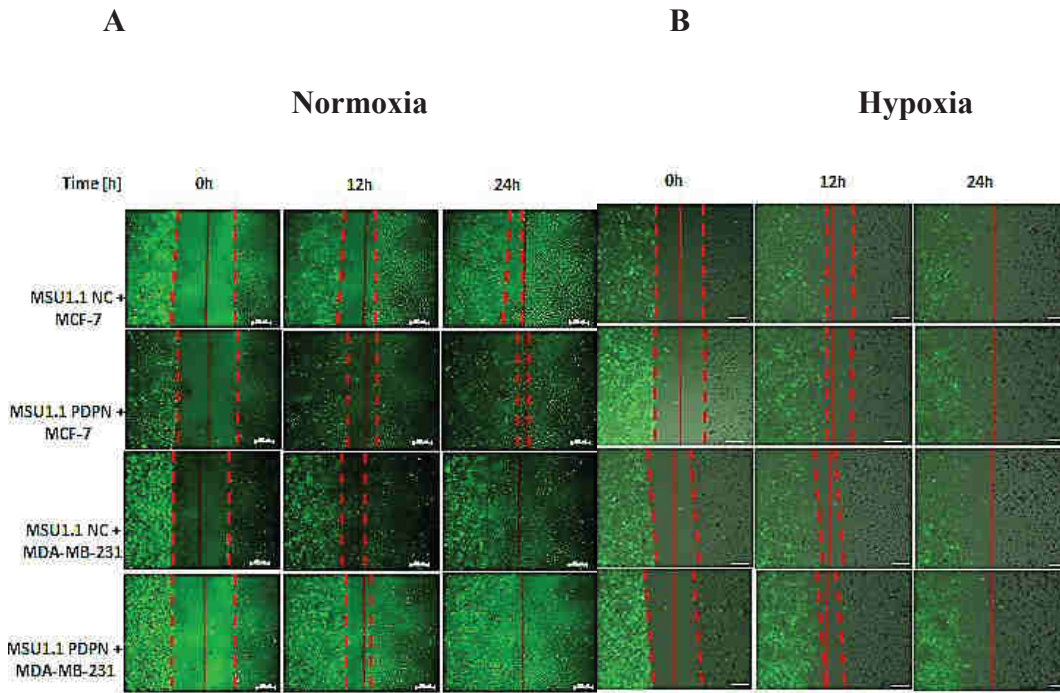 A B
Normoxia Hypoxia
Time [h] 0h 12h 24h 0h 12h 24h
MSU1.1 NC +
MCF-7
MSU1.1 PDPN +
MCF-7
MSU1.1 NC +
MDA-MB-231
MSU1.1 PDPN +
MDA-MB-231